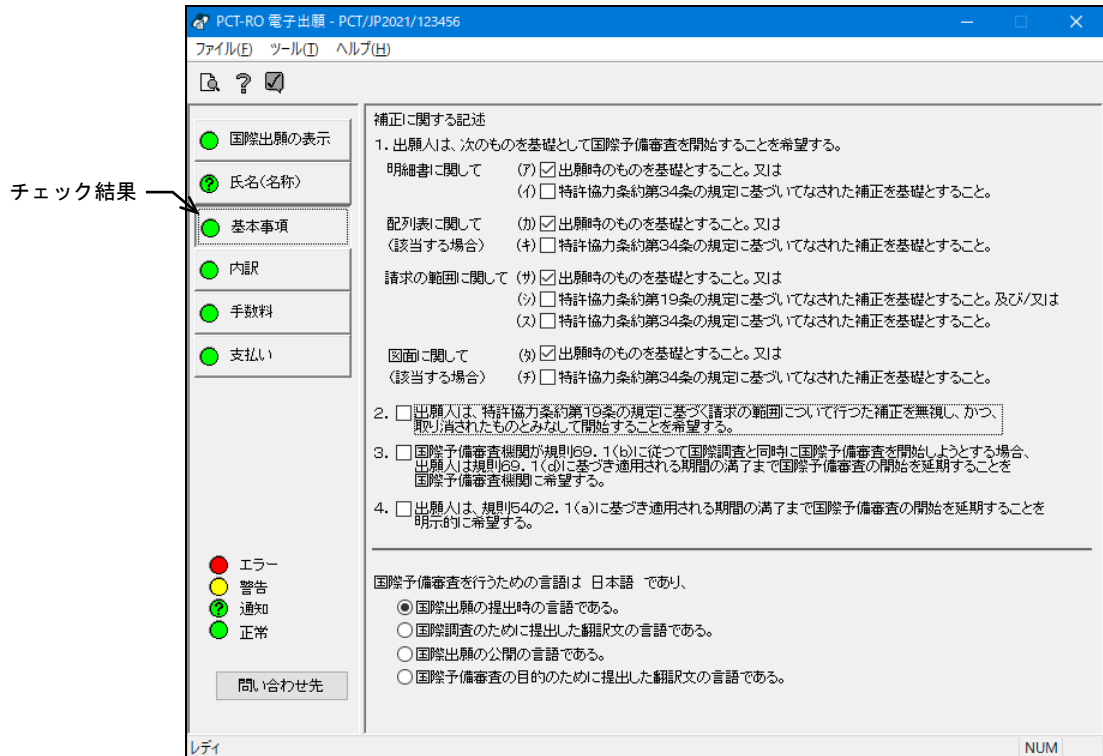 PCT-RO 電子出願 - PCT/JP2021/123456
ファイル(F) ツール(T) ヘルプ(H)
チェック結果
国際出願の表示
氏名(名称)
基本事項
内訳
手数料
支払い
エラー
警告
通知
正常
問い合わせ先
補正に関する記述
1. 出願人は、次のものを基礎として国際予備審査を開始することを希望する。
明細書に関して (ア) 出願時のものを基礎とすること。又は
(イ) 特許協力条約第34条の規定に基づいてなされた補正を基礎とすること。
配列表に関して (カ) 出願時のものを基礎とすること。又は
(該当する場合) (キ) 特許協力条約第34条の規定に基づいてなされた補正を基礎とすること。
請求の範囲に関して (サ) 出願時のものを基礎とすること。又は
(シ) 特許協力条約第19条の規定に基づいてなされた補正を基礎とすること。及び/又は
(ス) 特許協力条約第34条の規定に基づいてなされた補正を基礎とすること。
図面に関して (タ) 出願時のものを基礎とすること。又は
(該当する場合) (チ) 特許協力条約第34条の規定に基づいてなされた補正を基礎とすること。
2. 出願人は、特許協力条約第19条の規定に基づく請求の範囲について行つた補正を無視し、かつ、
取り消されたものとみなして開始することを希望する。
3. 国際予備審査機関が規則69. 1(b)に従つて国際調査と同時に国際予備審査を開始しようとする場合、
出願人は規則69. 1(d)に基づき適用される期間の満了まで国際予備審査の開始を延期することを
国際予備審査機関に希望する。
4. 出願人は、規則54の2. 1(a)に基づき適用される期間の満了まで国際予備審査の開始を延期することを
明示的に希望する。
国際予備審査を行うための言語は 日本語 であり、
国際出願の提出時の言語である。
国際調査のために提出した翻訳文の言語である。
国際出願の公開の言語である。
国際予備審査の目的のために提出した翻訳文の言語である。
レディ NUM